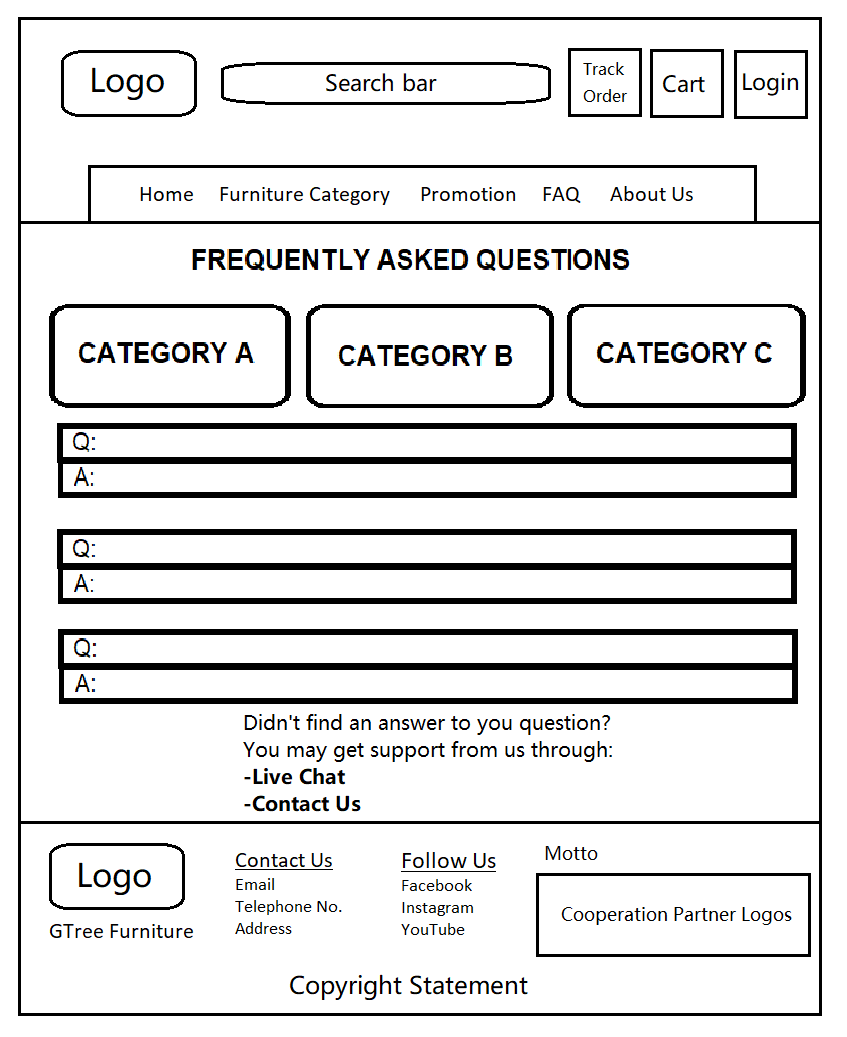 Logo
Search bar
Track
Order
Cart
Login
Home Furniture Category Promotion FAQ About Us
FREQUENTLY ASKED QUESTIONS
CATEGORY A
CATEGORY B
CATEGORY C
Q:
A:
Q:
A:
Q:
A:
Didn't find an answer to you question?
You may get support from us through:
-Live Chat
-Contact Us
Logo
GTree Furniture
Contact Us
Email
Telephone No.
Address
Follow Us
Facebook
Instagram
YouTube
Motto
Cooperation Partner Logos
Copyright Statement